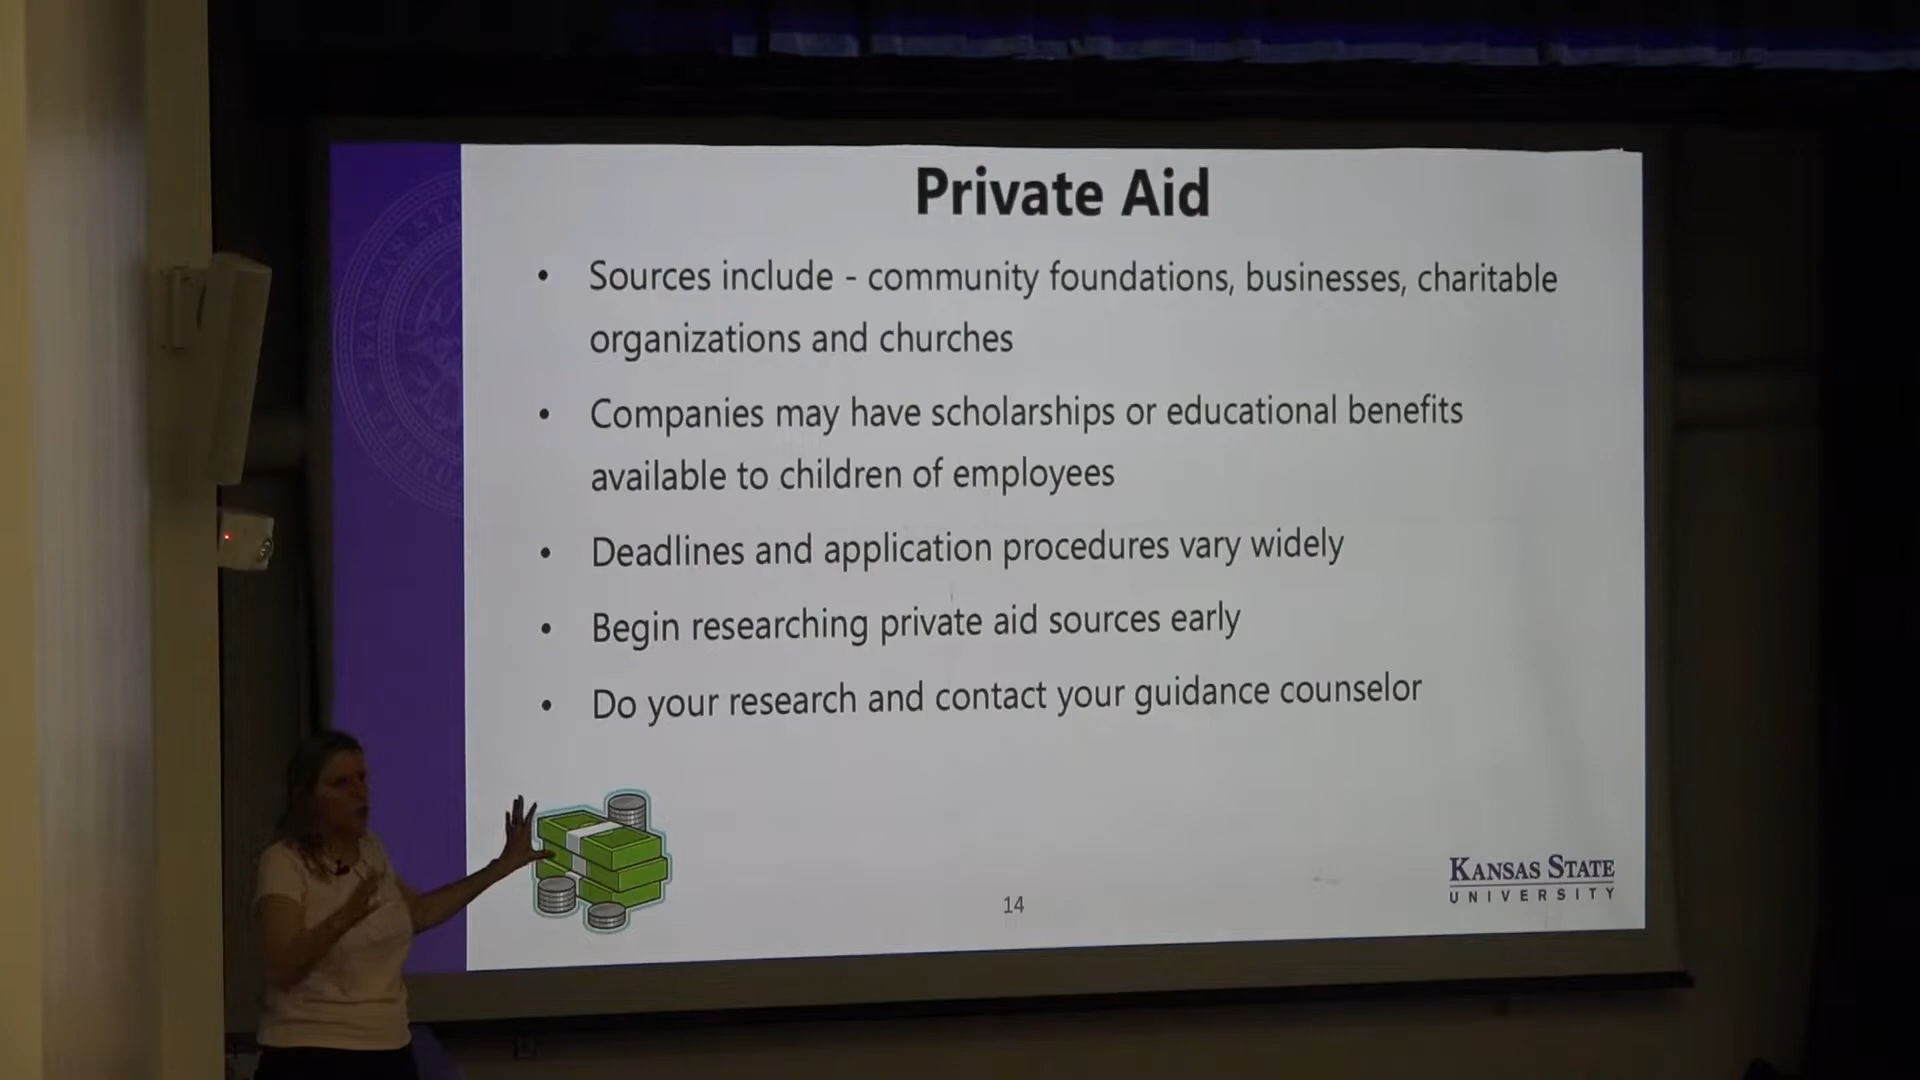 Private Aid
• Sources include - community foundations, businesses, charitable
organizations and churches
• Companies may have scholarships or educational benefits
available to children of employees
• Deadlines and application procedures vary widely
• Begin researching private aid sources early
• Do your research and contact your guidance counselor
14
KANSAS STATE
UNIVERSITY